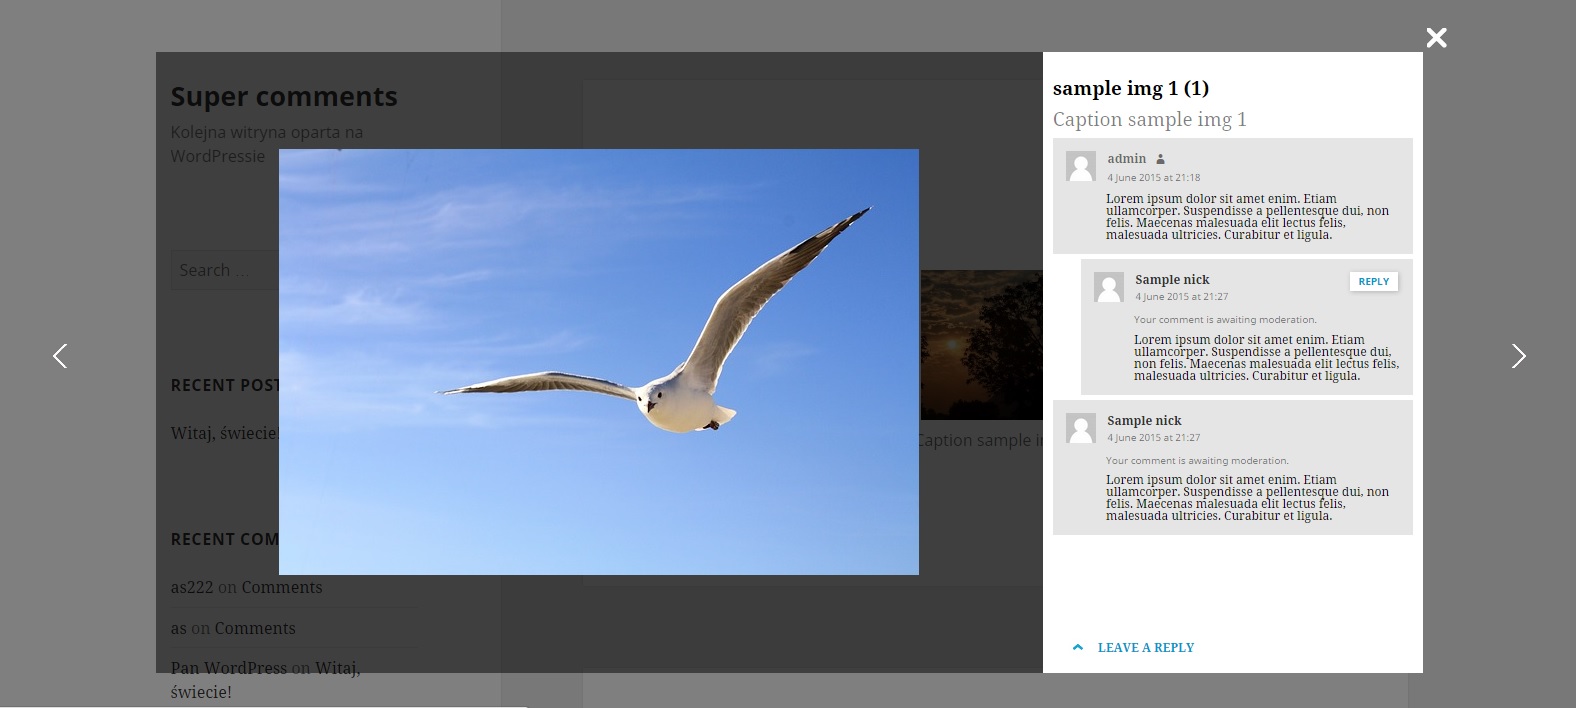 Super comments
Kolejna witryna oparta na
WordPressie
Search ...
RECENT POST
Witaj, świecie!
RECENT COM
as222 on Comments
as on Comments
Pan WordPress on Witaj,
świecie!
Caption sample i
sample img 1 (1)
Caption sample img 1
admin
4 June 2015 at 21:18
Lorem ipsum dolor sit amet enim. Etiam
ullamcorper. Suspendisse a pellentesque dui, non
felis. Maecenas malesuada elit lectus felis,
malesuada ultricies. Curabitur et ligula.
Sample nick
REPLY
4 June 2015 at 21:27
Your comment is awaiting moderation.
Lorem ipsum dolor sit amet enim. Etiam
ullamcorper. Suspendisse a pellentesque dui,
non felis. Maecenas malesuada elit lectus felis,
malesuada ultricies. Curabitur et ligula.
Sample nick
4 June 2015 at 21:27
Your comment is awaiting moderation.
Lorem ipsum dolor sit amet enim. Etiam
ullamcorper. Suspendisse a pellentesque dui, non
felis. Maecenas malesuada elit lectus felis,
malesuada ultricies. Curabitur et ligula.
LEAVE A REPLY